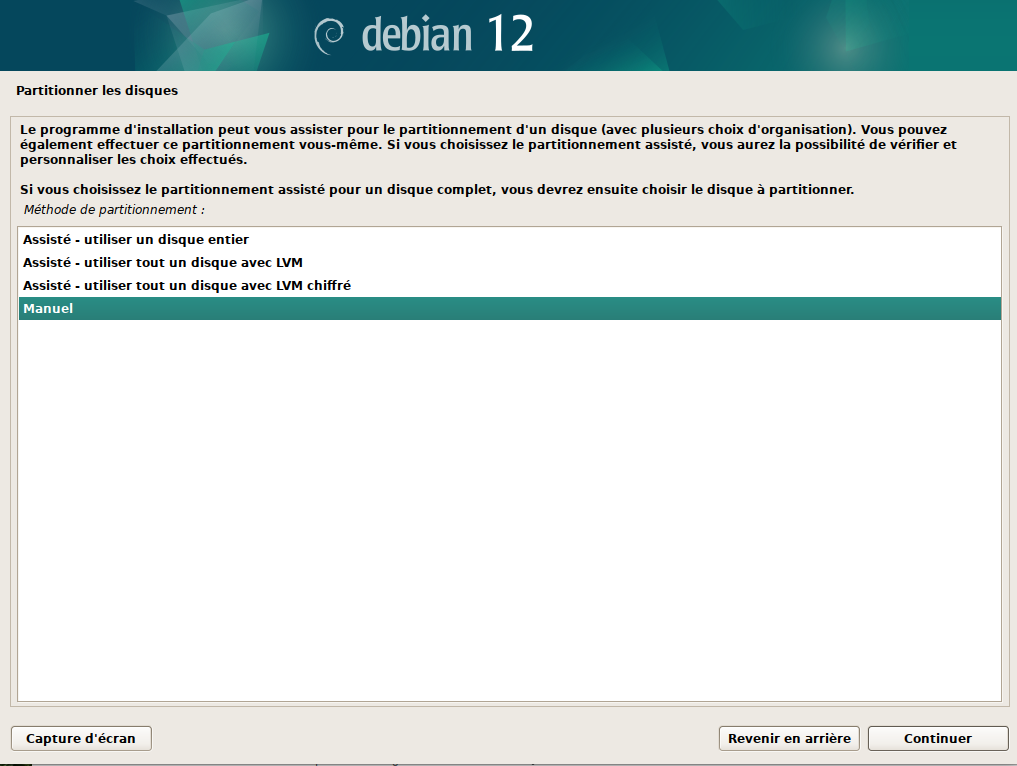 debian 12
Partitionner les disques
Le programme d'installation peut vous assister pour le partitionnement d'un disque (avec plusieurs choix d'organisation). Vous pouvez
également effectuer ce partitionnement vous-même. Si vous choisissez le partitionnement assisté, vous aurez la possibilité de vérifier et
personnaliser les choix effectués.
Si vous choisissez le partitionnement assisté pour un disque complet, vous devrez ensuite choisir le disque à partitionner.
Méthode de partitionnement :
Assisté - utiliser un disque entier
Assisté - utiliser tout un disque avec LVM
Assisté - utiliser tout un disque avec LVM chiffré
Manuel
Capture d'écran
Revenir en arrière
Continuer